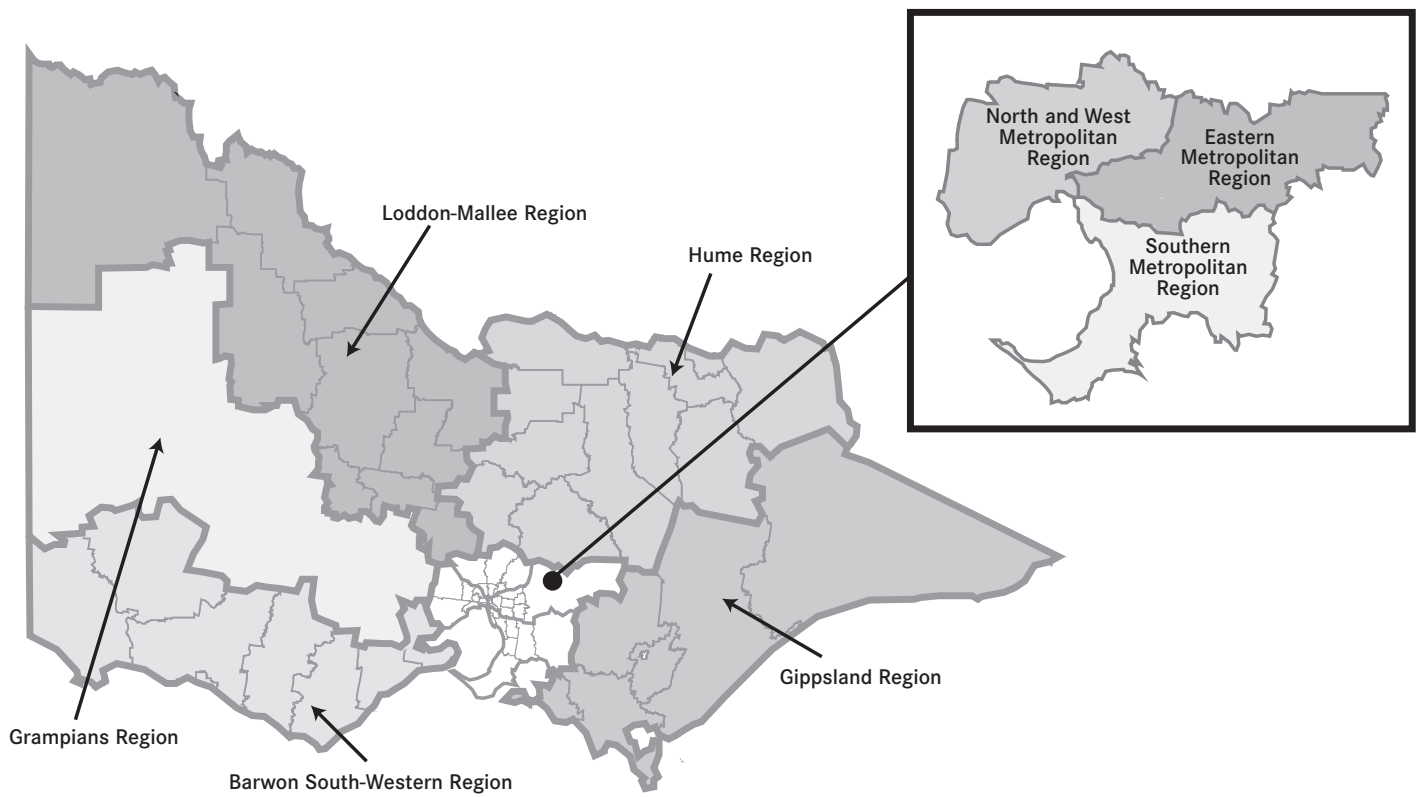 North and West
Metropolitan
Region
Eastern
Metropolitan
Region
Southern
Metropolitan
Region
Loddon-Mallee Region
Hume Region
Gippsland Region
Grampians Region
Barwon South-Western Region